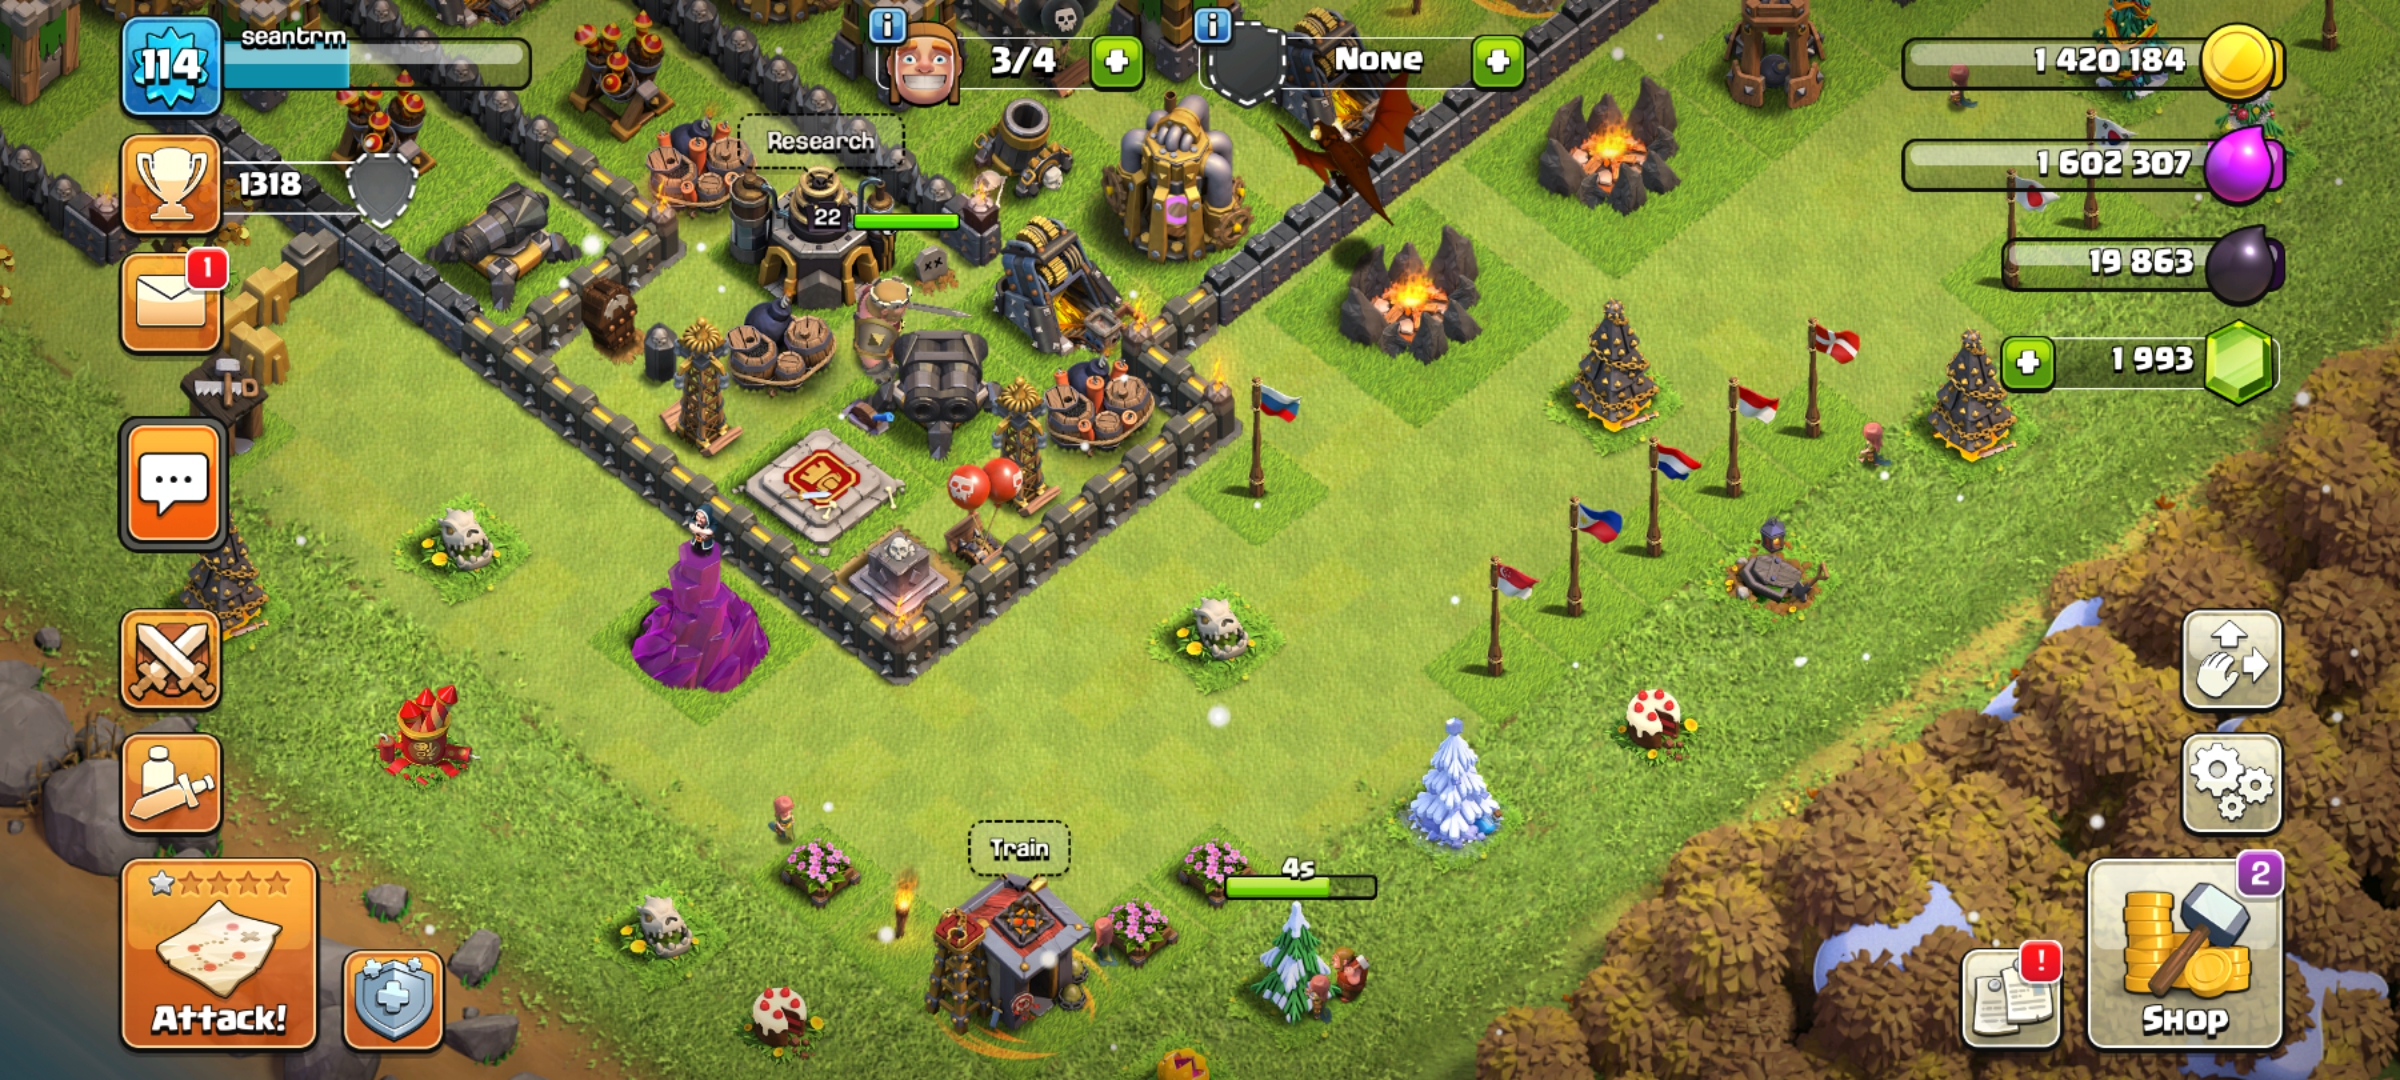 114
seantrm
3/4
None
1 420 184
Research
1318
1 602 307
22
1
19 863
1 993
Train
4s
2
Attack!
!
Shop